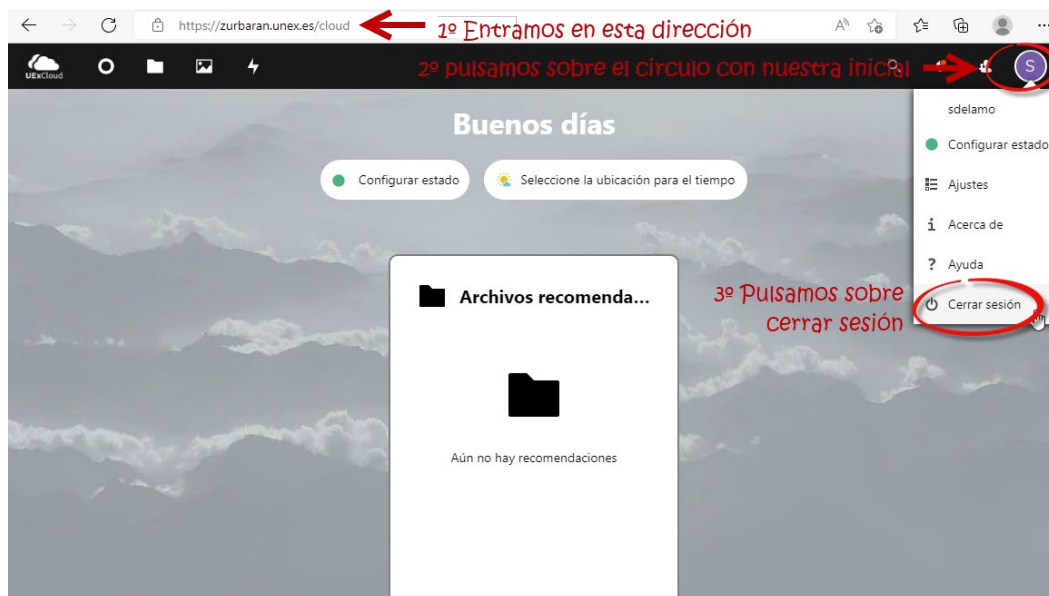 https://zurbaran.unex.es/cloud
1º Entramos en esta dirección
UExCloud
2º pulsamos sobre el circulo con nuestra inicial
S
sdelamo
Configurar estado
Ajustes
Acerca de
Ayuda
Cerrar sesión
Buenos días
Configurar estado
Seleccione la ubicación para el tiempo
Archivos recomenda...
Aún no hay recomendaciones
3º Pulsamos sobre
cerrar sesión